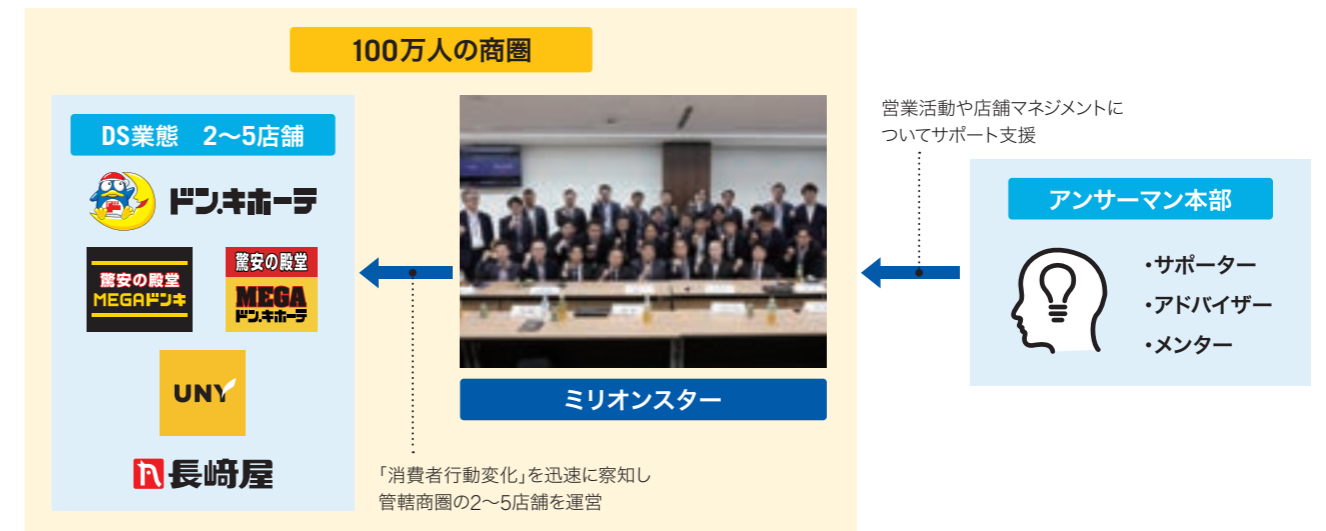 100万人の商圏
DS業態 2〜5店舗
ドン.キホーテ
驚安の殿堂
MEGAドンキ
驚安の殿堂
MEGA
ドン.キホーテ
UNY
長崎屋
ミリオンスター
「消費者行動変化」を迅速に察知し
管轄商圏の2〜5店舗を運営
営業活動や店舗マネジメントに
ついてサポート支援
アンサーマン本部
・サポーター
・アドバイザー
・メンター